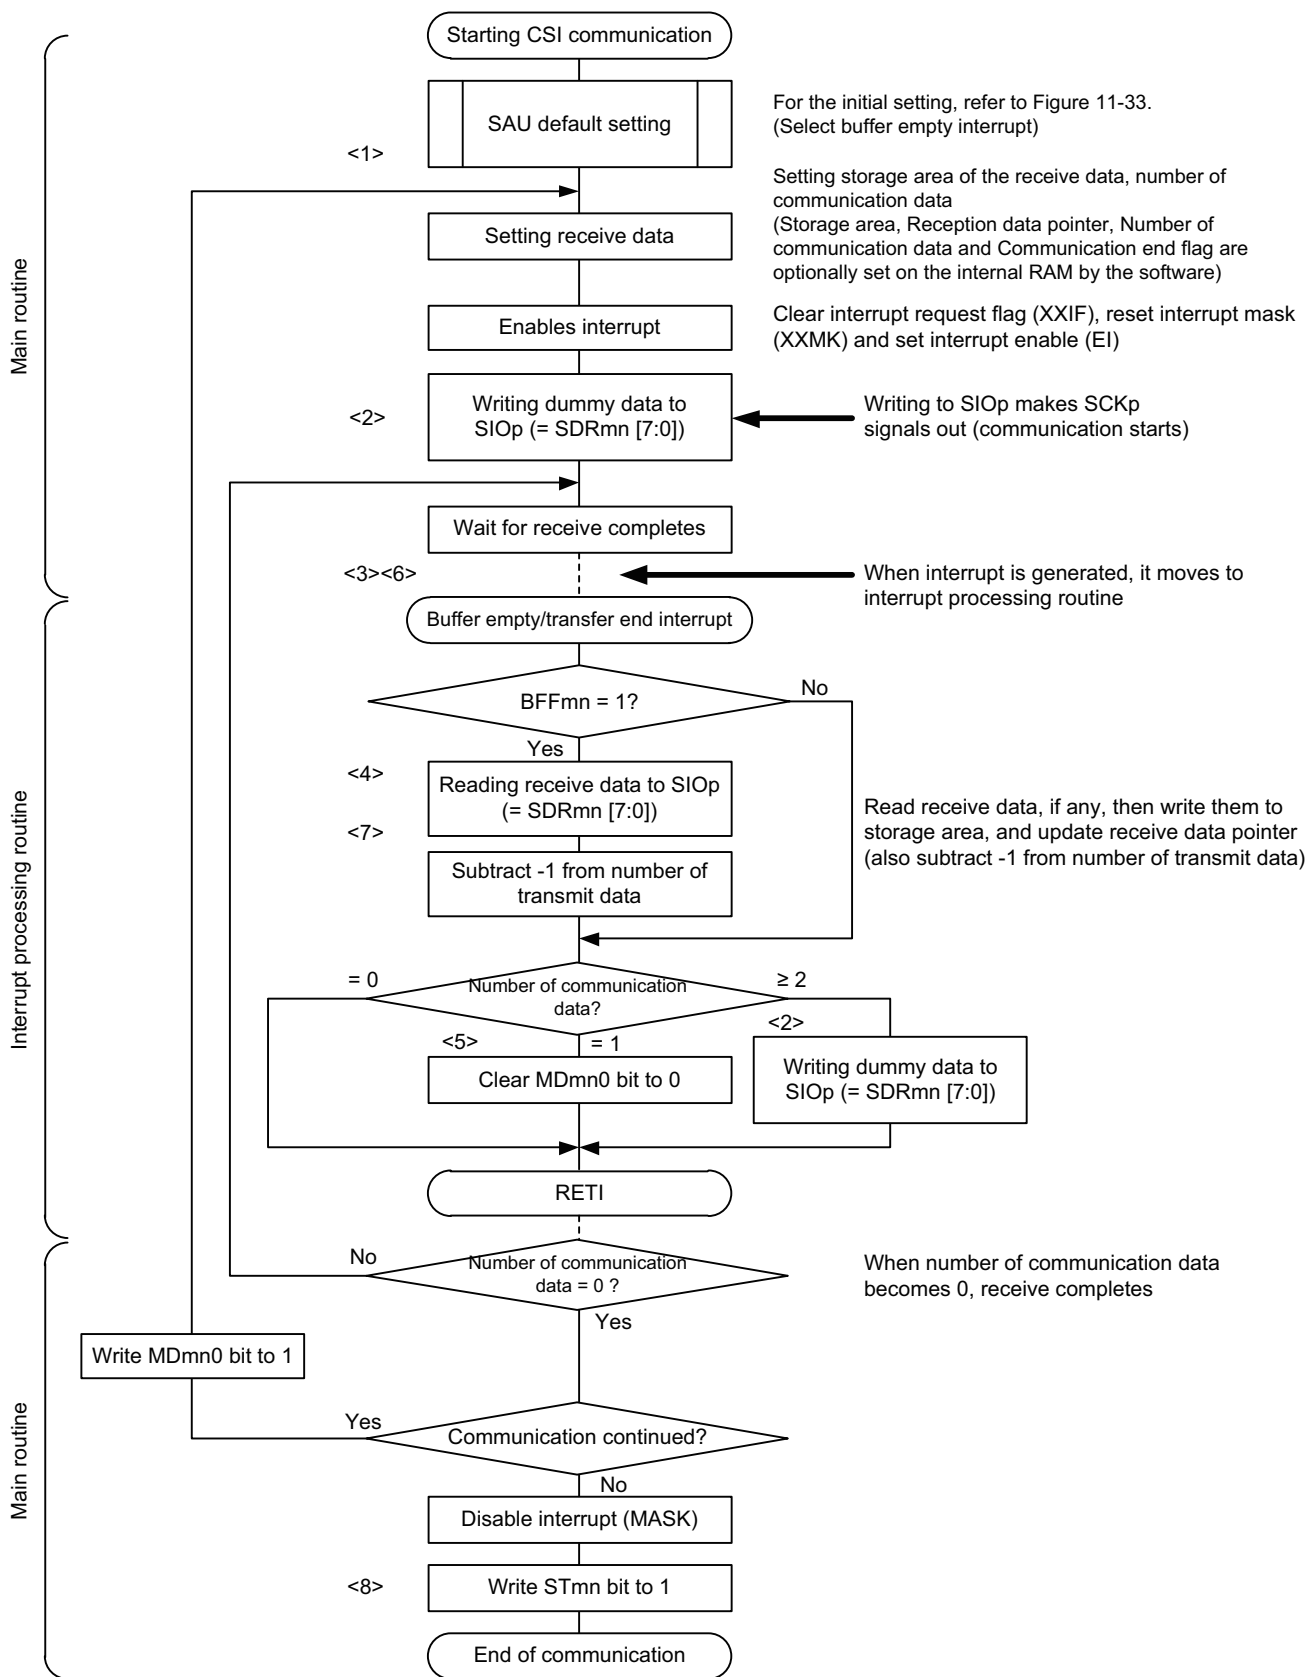 Starting CSI communication
SAU default setting
For the initial setting, refer to Figure 11-33.
(Select buffer empty interrupt)
<1>
Setting receive data
Setting storage area of the receive data, number of
communication data
(Storage area, Reception data pointer, Number of
communication data and Communication end flag are
optionally set on the internal RAM by the software)
Main routine
Enables interrupt
Clear interrupt request flag (XXIF), reset interrupt mask
(XXMK) and set interrupt enable (EI)
<2>
Writing dummy data to
SIOp (= SDRmn [7:0])
Writing to SIOp makes SCKp
signals out (communication starts)
Wait for receive completes
<3><6>
When interrupt is generated, it moves to
interrupt processing routine
Buffer empty/transfer end interrupt
BFFmn = 1?
No
Yes
<4>
Reading receive data to SIOp
(= SDRmn [7:0])
<7>
Subtract -1 from number of
transmit data
Read receive data, if any, then write them to
storage area, and update receive data pointer
(also subtract -1 from number of transmit data)
Interrupt processing routine
= 0
Number of communication
data?
≥ 2
<5>
= 1
<2>
Clear MDmn0 bit to 0
Writing dummy data to
SIOp (= SDRmn [7:0])
RETI
No
Number of communication
data = 0 ?
When number of communication data
becomes 0, receive completes
Yes
Write MDmn0 bit to 1
Main routine
Yes
Communication continued?
No
Disable interrupt (MASK)
<8>
Write STmn bit to 1
End of communication